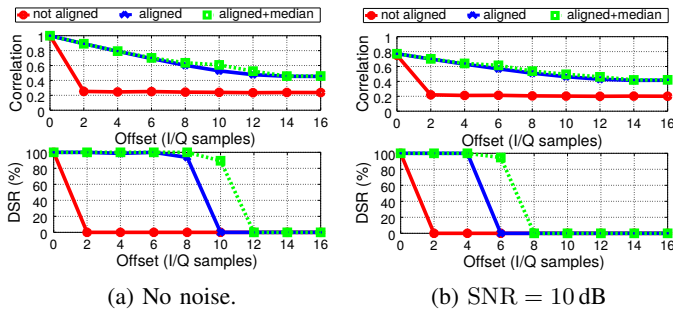 not aligned aligned aligned+median
Correlation
1
0.8
0.6
0.4
0.2
0
0 2 4 6 8 10 12 14 16
Offset (I/Q samples)
DSR (%)
100
80
60
40
20
0
0 2 4 6 8 10 12 14 16
Offset (I/Q samples)
(a) No noise.
not aligned aligned aligned+median
Correlation
1
0.8
0.6
0.4
0.2
0
0 2 4 6 8 10 12 14 16
Offset (I/Q samples)
DSR (%)
100
80
60
40
20
0
0 2 4 6 8 10 12 14 16
Offset (I/Q samples)
(b) SNR = 10 dB